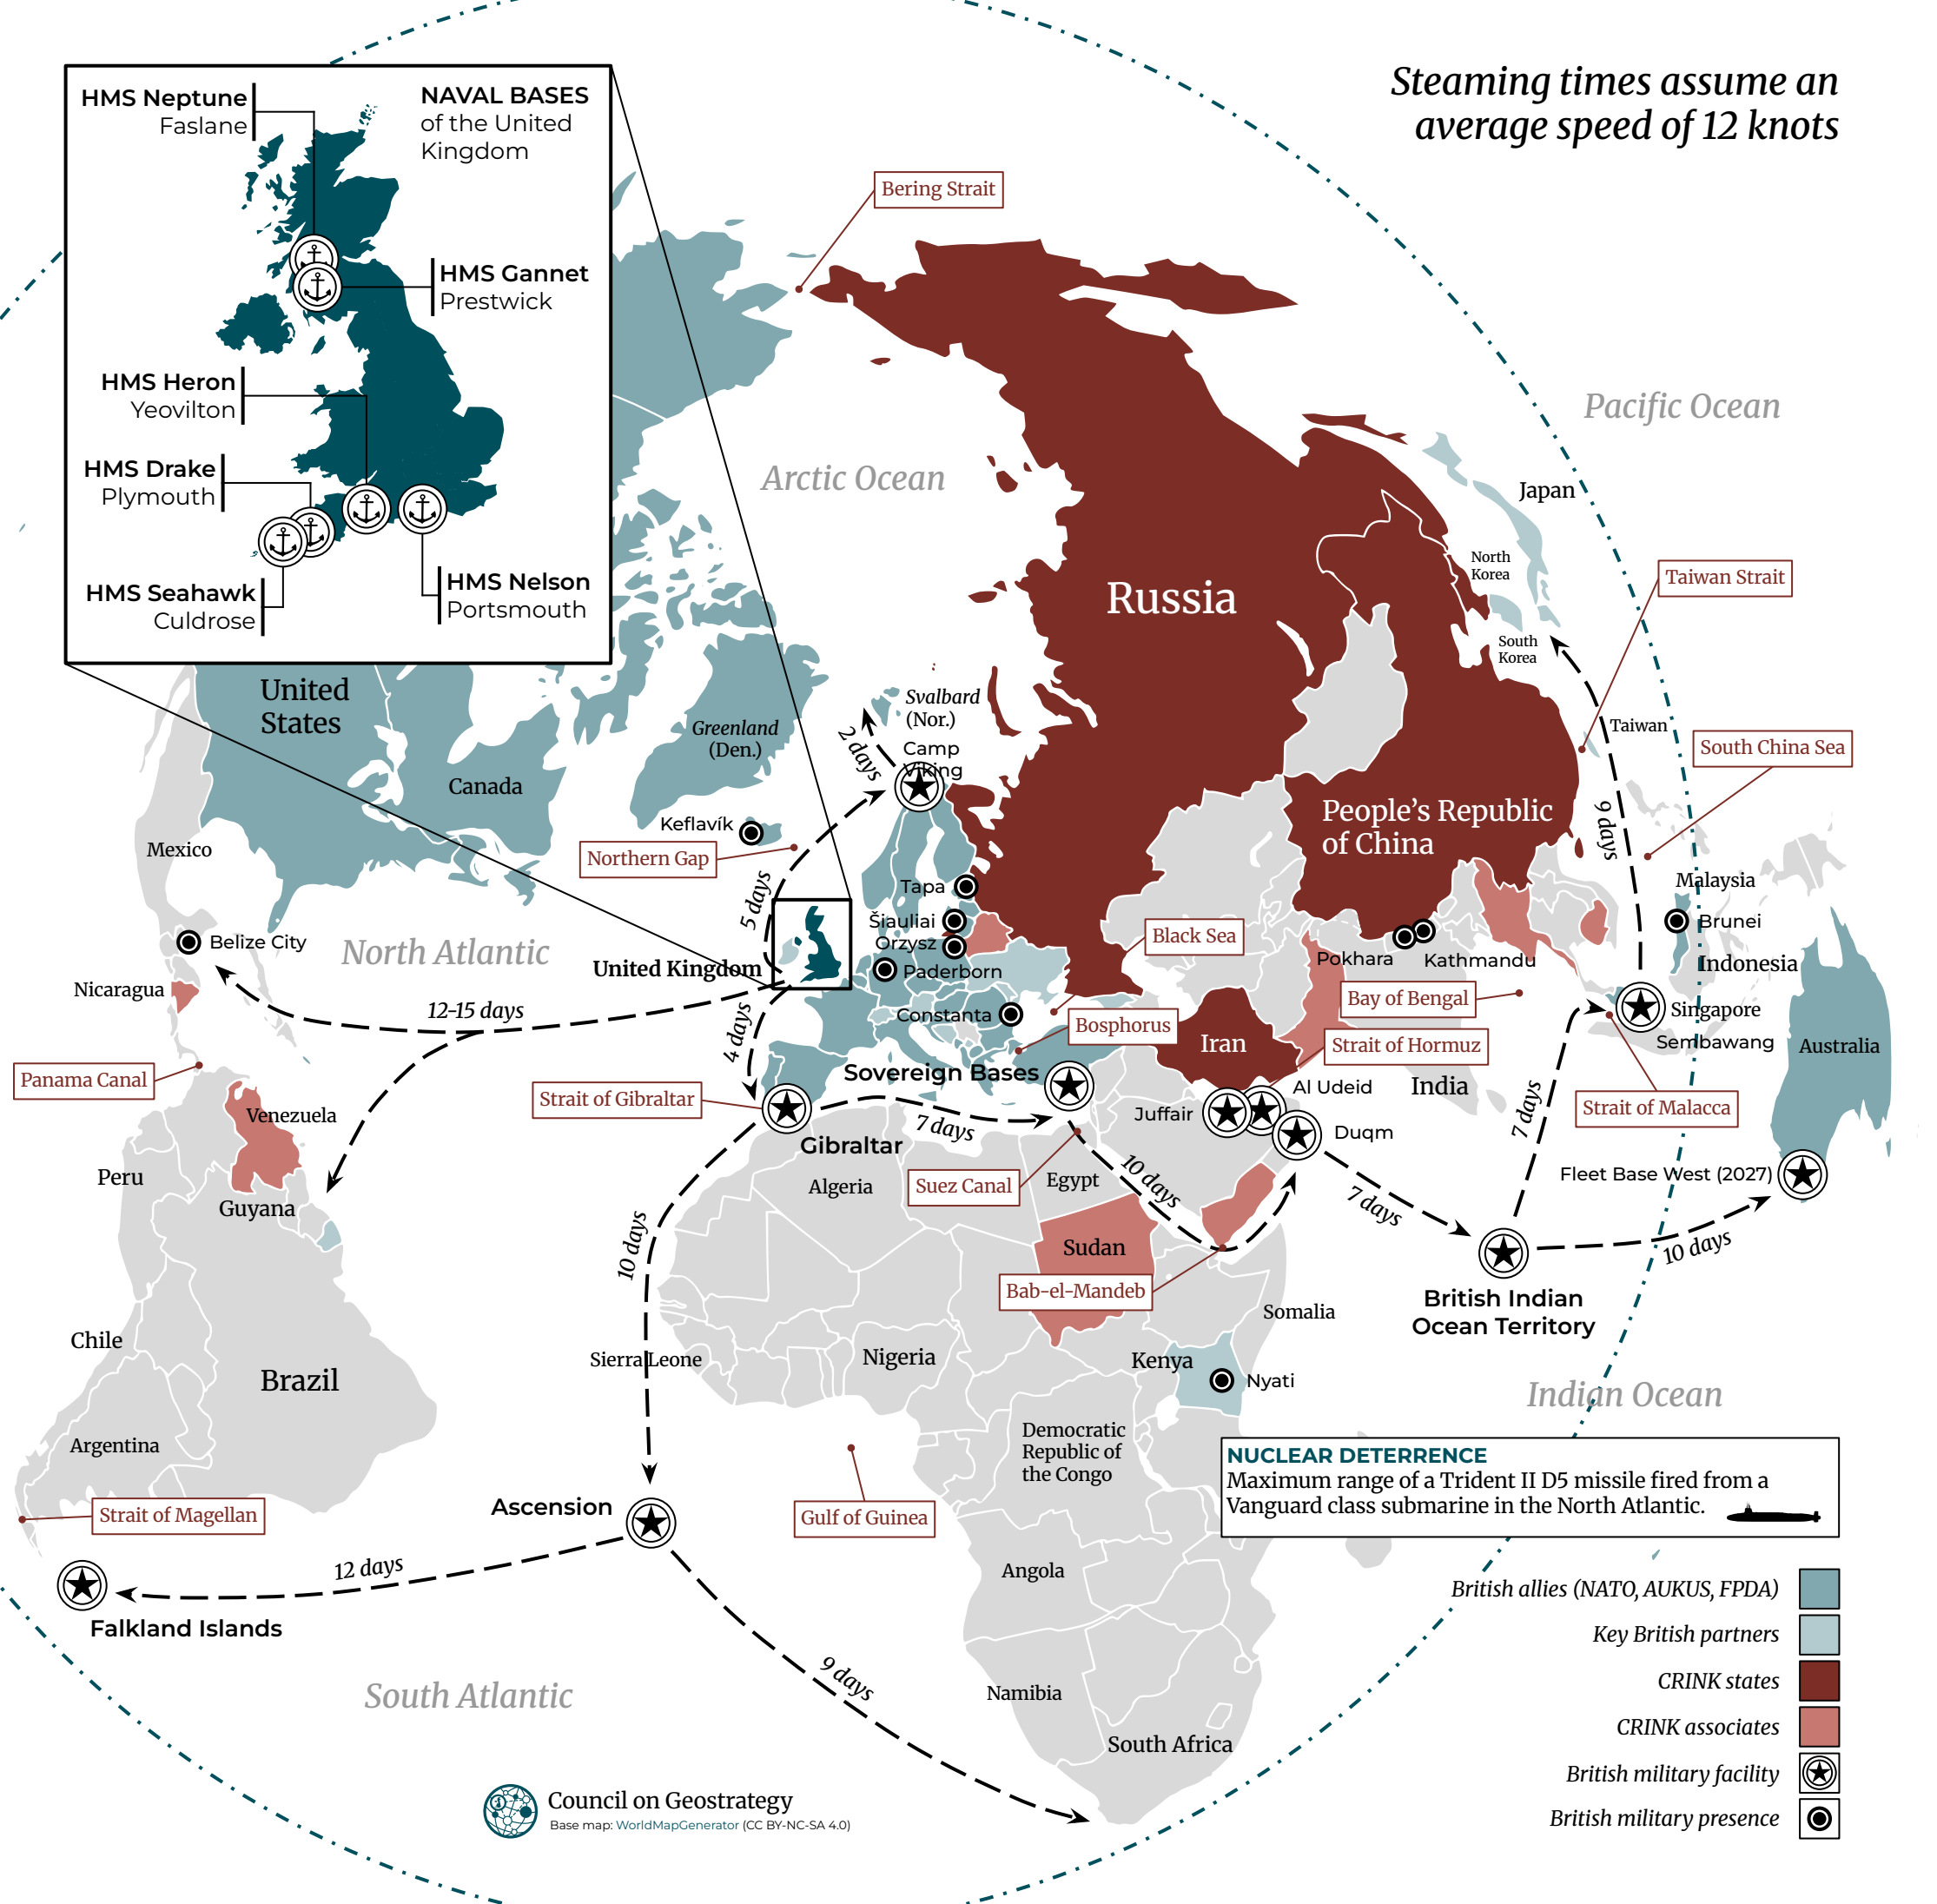 Steaming times assume an
average speed of 12 knots
NAVAL BASES
of the United
Kingdom
HMS Neptune
Faslane
HMS Gannet
Prestwick
HMS Heron
Yeovilton
HMS Drake
Plymouth
HMS Seahawk
Culdrose
HMS Nelson
Portsmouth
Bering Strait
Pacific Ocean
Arctic Ocean
Japan
North
Korea
Taiwan Strait
Russia
South
Korea
United
States
Svalbard
(Nor.)
Greenland
(Den.)
2 days
Camp
Viking
Taiwan
South China Sea
Canada
People's Republic
of China
9 days
Keflavík
Mexico
Northern Gap
5 days
Tapa
Malaysia
Šiauliai
Brunei
Belize City
North Atlantic
Orzysz
Black Sea
Pokhara
Kathmandu
Indonesia
United Kingdom
Paderborn
Nicaragua
Bay of Bengal
12-15 days
4 days
Constanta
Bosphorus
Singapore
Sembawang
Iran
Strait of Hormuz
Australia
Panama Canal
Sovereign Bases
Al Udeid
India
Strait of Gibraltar
Venezuela
7 days
Juffair
Duqm
7 days
Strait of Malacca
Gibraltar
Peru
Algeria
Suez Canal
Egypt
10 days
Fleet Base West (2027)
Guyana
7 days
10 days
Sudan
10 days
Bab-el-Mandeb
British Indian
Ocean Territory
Somalia
Chile
Sierra Leone
Nigeria
Kenya
Nyati
Brazil
Indian Ocean
Argentina
Democratic
Republic of
the Congo
NUCLEAR DETERRENCE
Maximum range of a Trident II D5 missile fired from a
Vanguard class submarine in the North Atlantic.
Strait of Magellan
Ascension
Gulf of Guinea
12 days
Angola
Falkland Islands
9 days
South Atlantic
Namibia
South Africa
British allies (NATO, AUKUS, FPDA)
Key British partners
CRINK states
CRINK associates
British military facility
British military presence
Council on Geostrategy
Base map: WorldMapGenerator (CC BY-NC-SA 4.0)